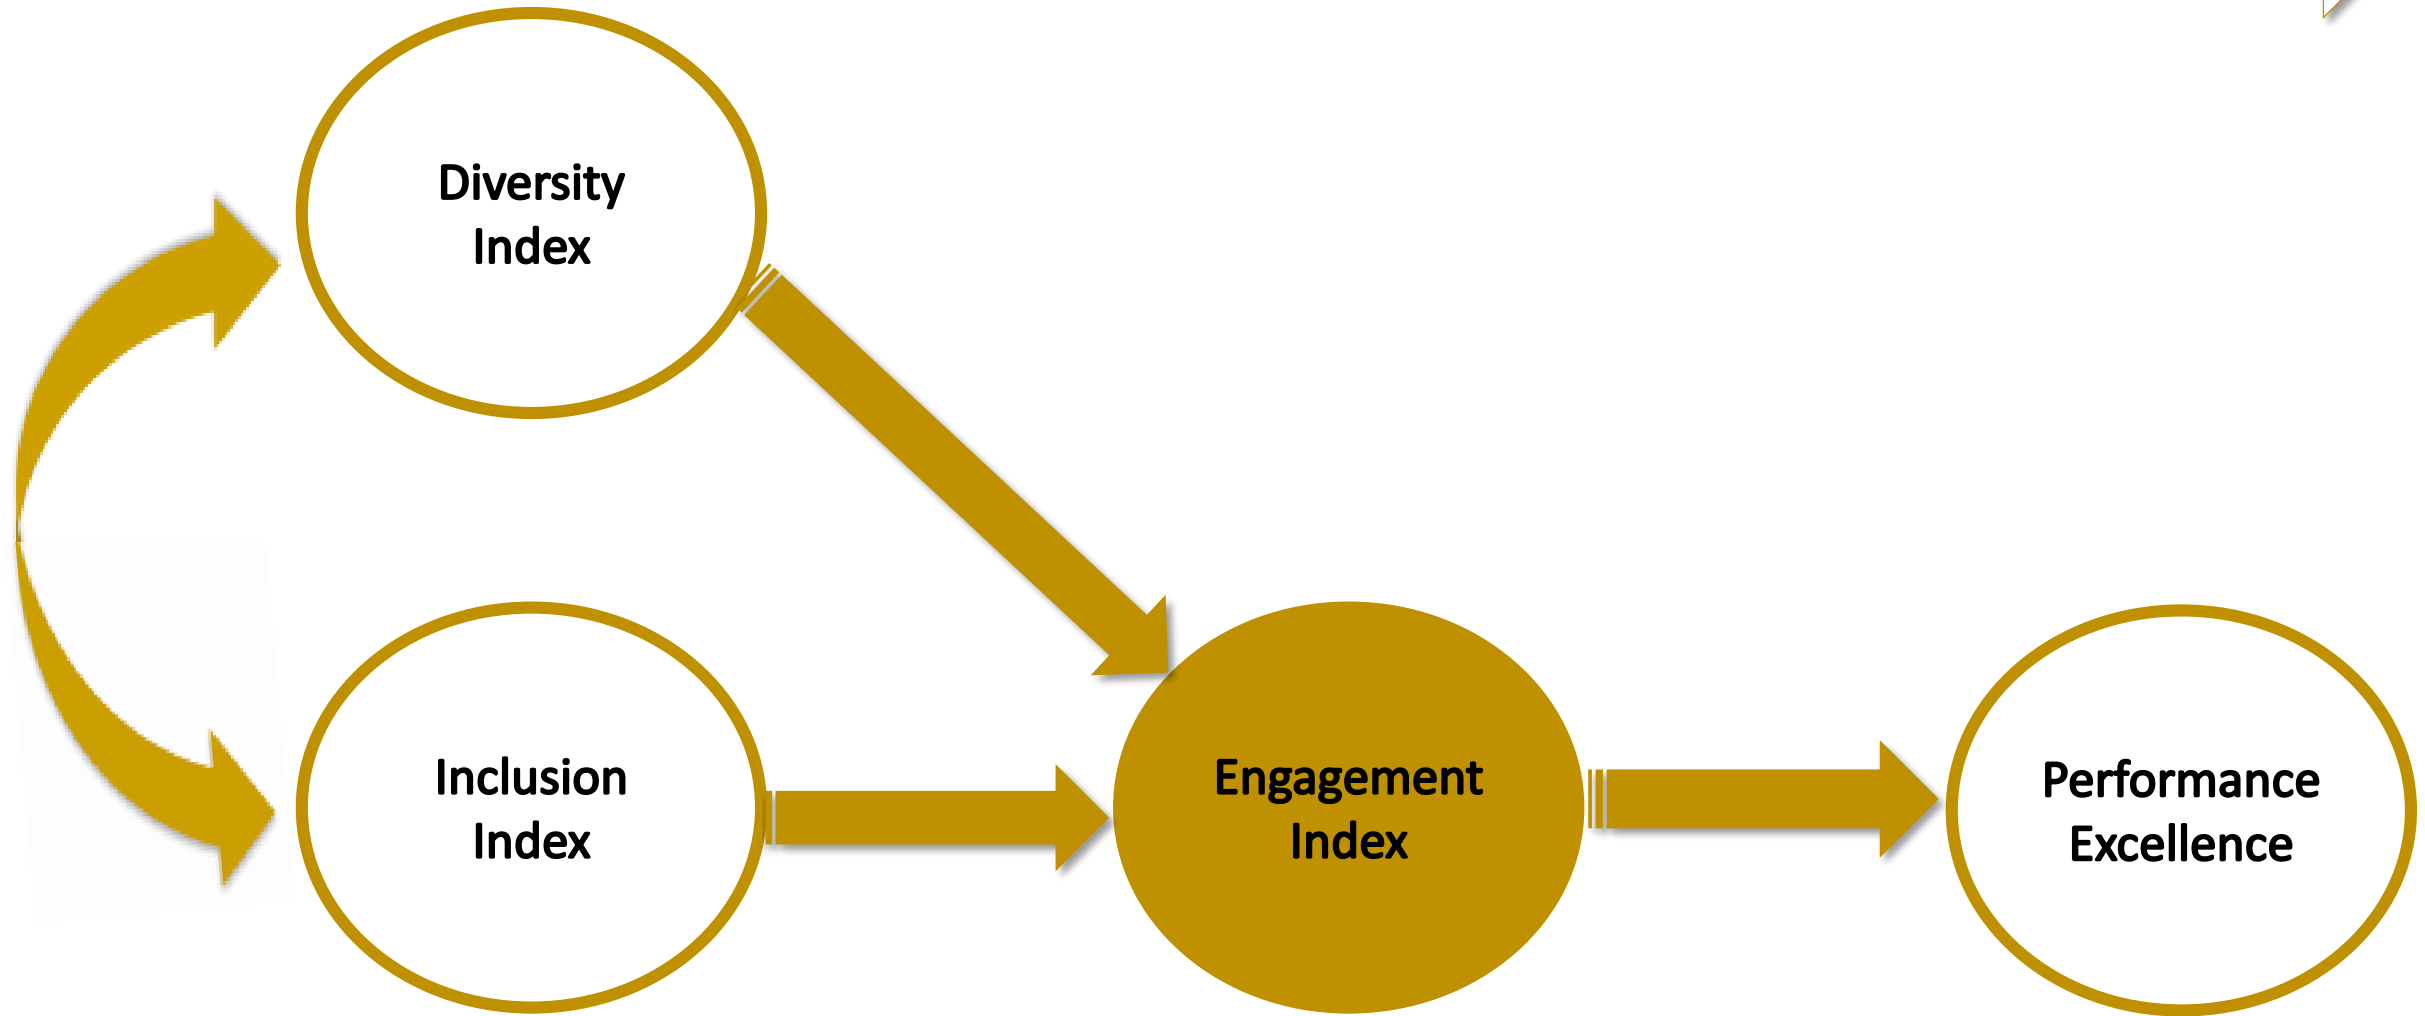 Diversity
Index
Inclusion
Index
Engagement
Index
Performance
Excellence